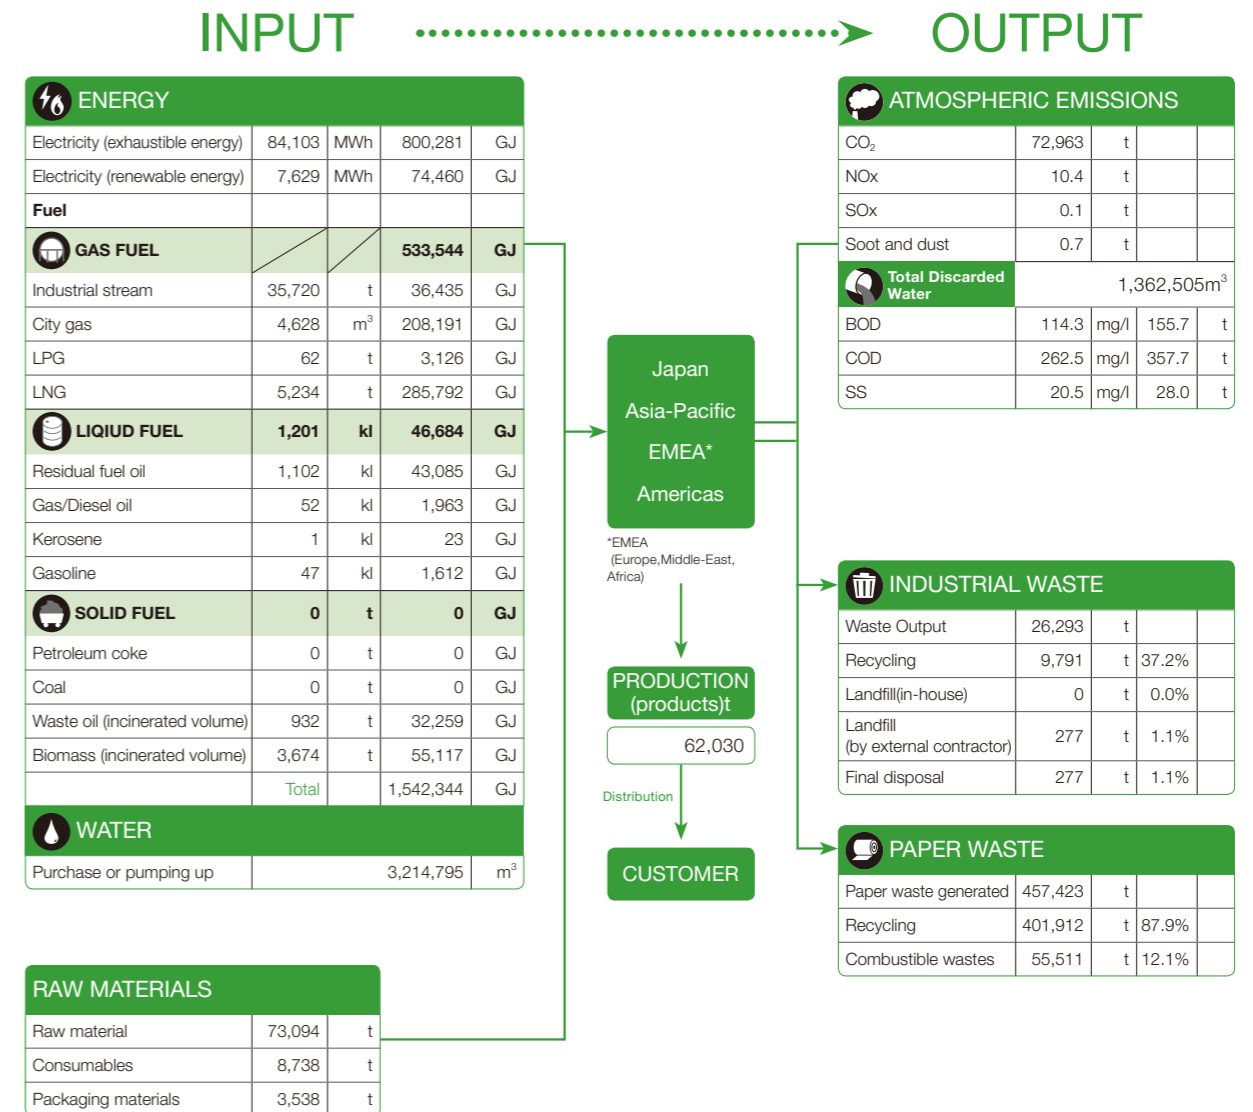 INPUT
OUTPUT
ENERGY
Electricity (exhaustible energy) 84,103 MWh 800,281 GJ
Electricity (renewable energy) 7,629 MWh 74,460 GJ
Fuel
GAS FUEL 533,544 GJ
Industrial stream 35,720 t 36,435 GJ
City gas 4,628 m³ 208,191 GJ
LPG 62 t 3,126 GJ
LNG 5,234 t 285,792 GJ
LIQIUD FUEL 1,201 kl 46,684 GJ
Residual fuel oil 1,102 kl 43,085 GJ
Gas/Diesel oil 52 kl 1,963 GJ
Kerosene 1 kl 23 GJ
Gasoline 47 kl 1,612 GJ
SOLID FUEL 0 t 0 GJ
Petroleum coke 0 t 0 GJ
Coal 0 t 0 GJ
Waste oil (incinerated volume) 932 t 32,259 GJ
Biomass (incinerated volume) 3,674 t 55,117 GJ
Total 1,542,344 GJ
WATER
Purchase or pumping up 3,214,795 m³
RAW MATERIALS
Raw material 73,094 t
Consumables 8,738 t
Packaging materials 3,538 t
Japan
Asia-Pacific
EMEA*
Americas
*EMEA
(Europe,Middle-East,
Africa)
PRODUCTION
(products)t
62,030
Distribution
CUSTOMER
ATMOSPHERIC EMISSIONS
CO₂ 72,963 t
NOx 10.4 t
SOx 0.1 t
Soot and dust 0.7 t
Total Discarded
Water
1,362,505m³
BOD 114.3 mg/l 155.7 t
COD 262.5 mg/l 357.7 t
SS 20.5 mg/l 28.0 t
INDUSTRIAL WASTE
Waste Output 26,293 t
Recycling 9,791 t 37.2%
Landfill(in-house) 0 t 0.0%
Landfill
(by external contractor) 277 t 1.1%
Final disposal 277 t 1.1%
PAPER WASTE
Paper waste generated 457,423 t
Recycling 401,912 t 87.9%
Combustible wastes 55,511 t 12.1%